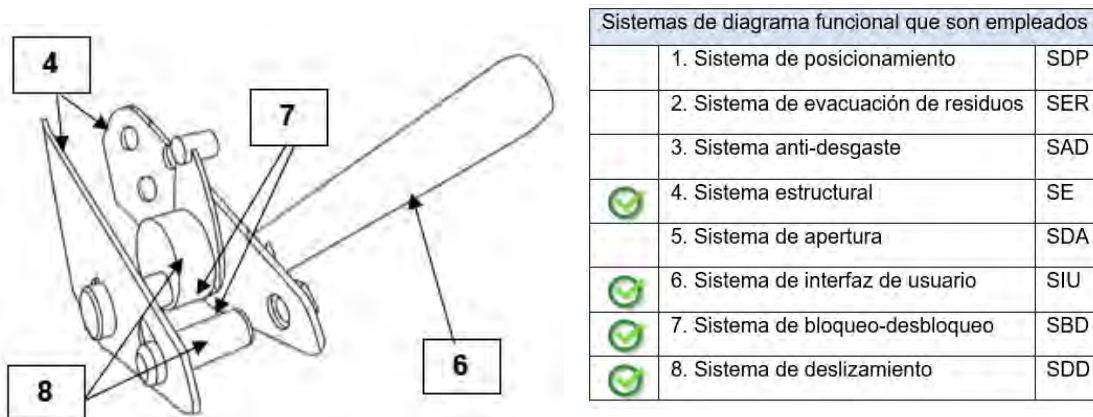 4
7
6
8
Sistemas de diagrama funcional que son empleados
1. Sistema de posicionamiento SDP
2. Sistema de evacuación de residuos SER
3. Sistema anti-desgaste SAD
4. Sistema estructural SE
5. Sistema de apertura SDA
6. Sistema de interfaz de usuario SIU
7. Sistema de bloqueo-desbloqueo SBD
8. Sistema de deslizamiento SDD